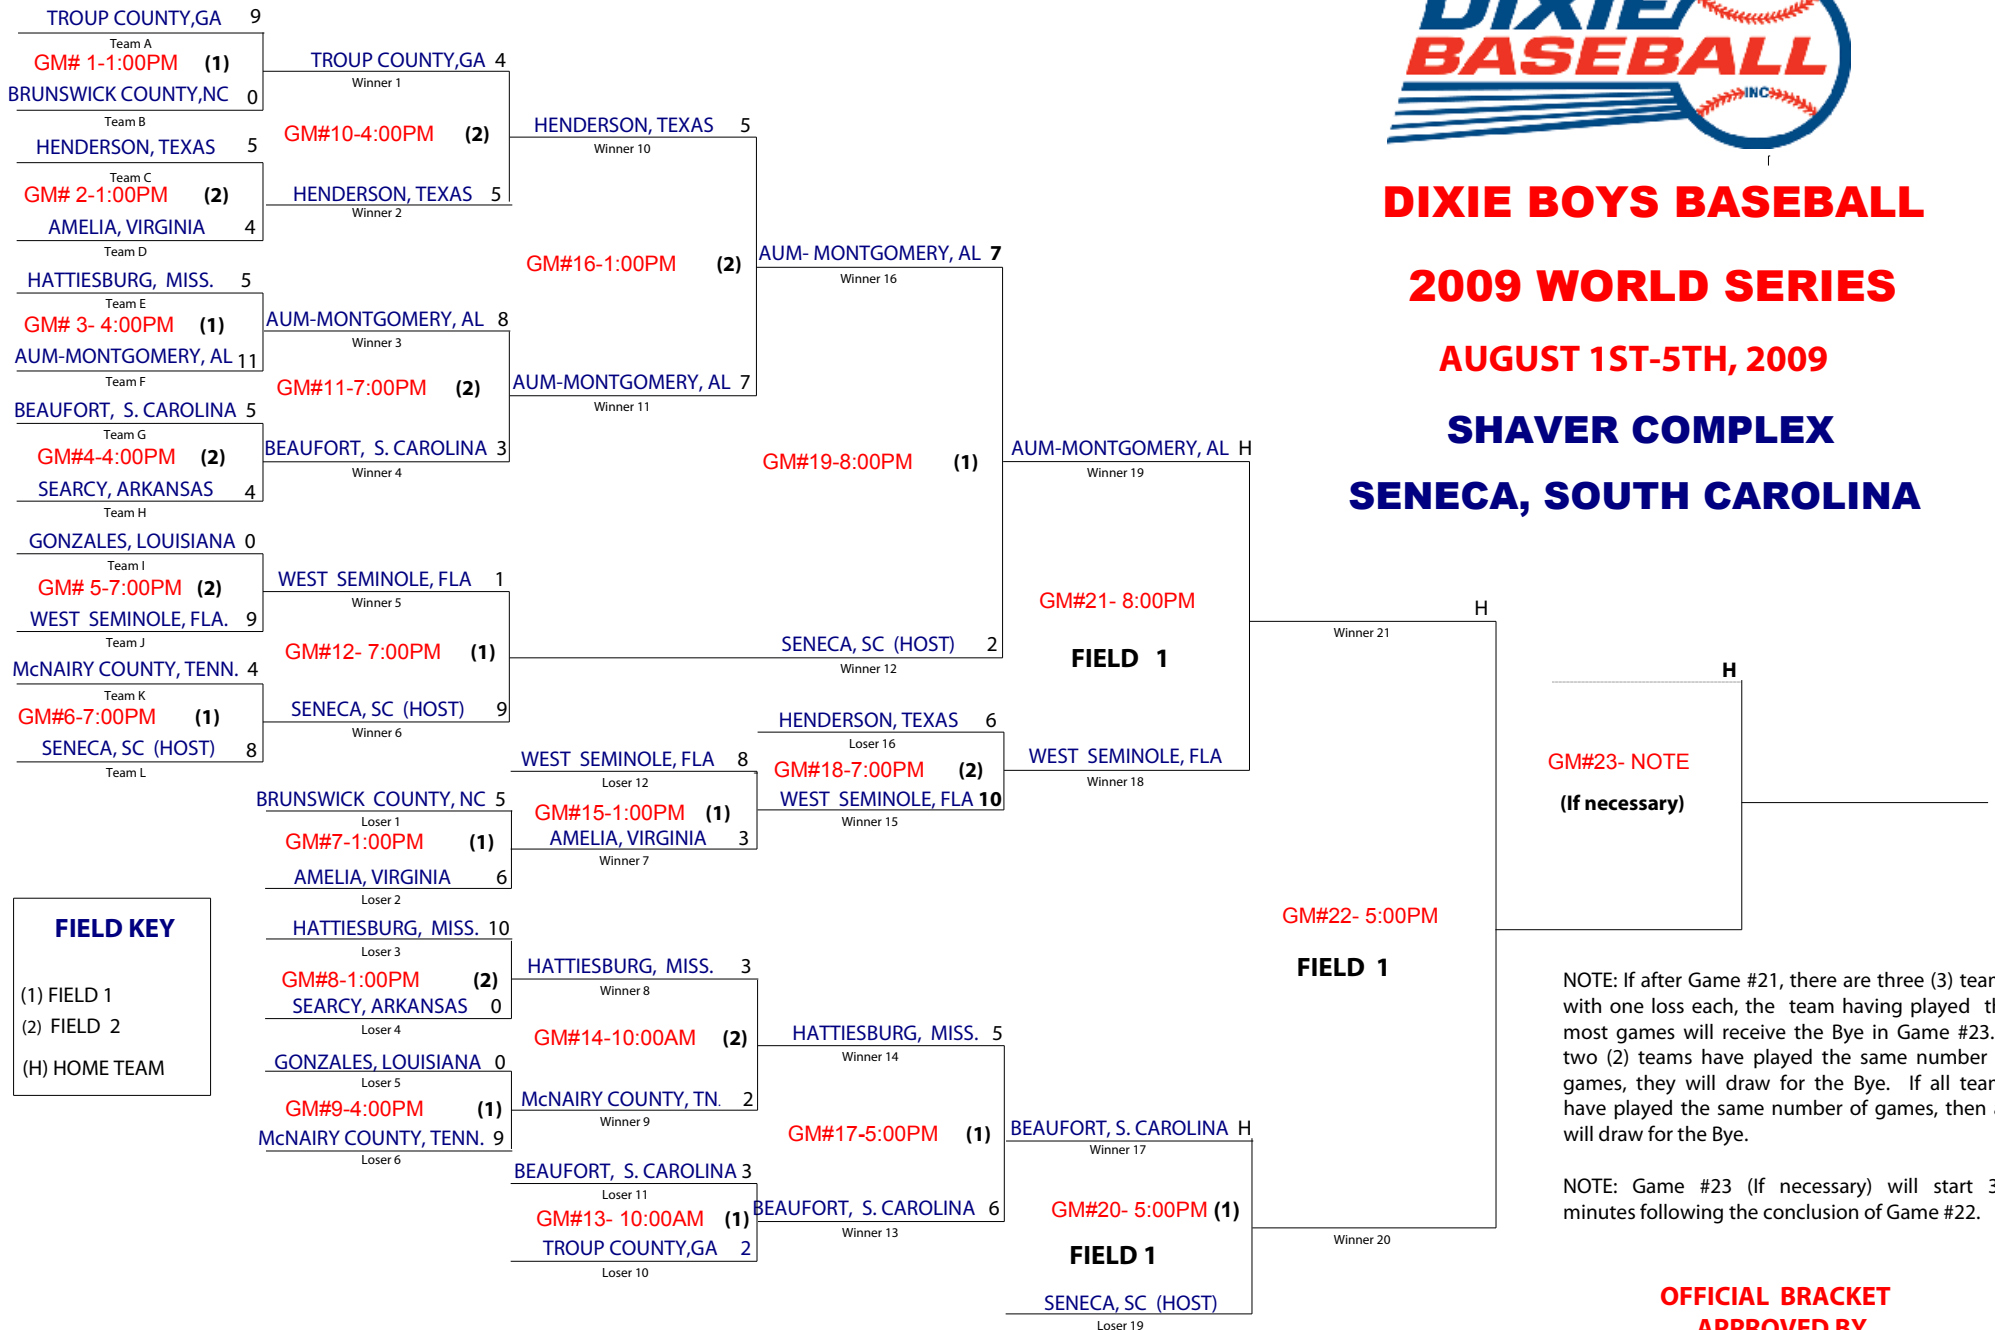 TROUP COUNTY,GA 9
Team A
GM# 1-1:00PM (1)
BRUNSWICK COUNTY,NC 0
Team B
HENDERSON, TEXAS 5
Team C
GM# 2-1:00PM (2)
AMELIA, VIRGINIA 4
Team D
HATTIESBURG, MISS. 5
Team E
GM# 3- 4:00PM (1)
AUM-MONTGOMERY, AL 11
Team F
BEAUFORT, S. CAROLINA 5
Team G
GM#4-4:00PM (2)
SEARCY, ARKANSAS 4
Team H
GONZALES, LOUISIANA 0
Team I
GM# 5-7:00PM (2)
WEST SEMINOLE, FLA. 9
Team J
McNAIRY COUNTY, TENN. 4
Team K
GM#6-7:00PM (1)
SENECA, SC (HOST) 8
Team L
FIELD KEY
(1) FIELD 1
(2) FIELD 2
(H) HOME TEAM
TROUP COUNTY,GA 4
Winner 1
GM#10-4:00PM (2)
HENDERSON, TEXAS 5
Winner 2
AUM-MONTGOMERY, AL 8
Winner 3
GM#11-7:00PM (2)
BEAUFORT, S. CAROLINA 3
Winner 4
WEST SEMINOLE, FLA 1
Winner 5
GM#12- 7:00PM (1)
SENECA, SC (HOST) 9
Winner 6
BRUNSWICK COUNTY, NC 5
Loser 1
GM#7-1:00PM (1)
AMELIA, VIRGINIA 6
Loser 2
HATTIESBURG, MISS. 10
Loser 3
GM#8-1:00PM (2)
SEARCY, ARKANSAS 0
Loser 4
GONZALES, LOUISIANA 0
Loser 5
GM#9-4:00PM (1)
McNAIRY COUNTY, TENN. 9
Loser 6
HENDERSON, TEXAS 5
Winner 10
GM#16-1:00PM (2)
AUM-MONTGOMERY, AL 7
Winner 11
WEST SEMINOLE, FLA 8
Loser 12
GM#15-1:00PM (1)
AMELIA, VIRGINIA 3
Winner 7
HATTIESBURG, MISS. 3
Winner 8
GM#14-10:00AM (2)
McNAIRY COUNTY, TN. 2
Winner 9
BEAUFORT, S. CAROLINA 3
Loser 11
GM#13- 10:00AM (1)
TROUP COUNTY,GA 2
Loser 10
AUM- MONTGOMERY, AL 7
Winner 16
GM#19-8:00PM (1)
SENECA, SC (HOST) 2
Winner 12
HENDERSON, TEXAS 6
Loser 16
GM#18-7:00PM (2)
WEST SEMINOLE, FLA 10
Winner 15
HATTIESBURG, MISS. 5
Winner 14
GM#17-5:00PM (1)
BEAUFORT, S. CAROLINA 6
Winner 13
AUM-MONTGOMERY, AL H
Winner 19
GM#21- 8:00PM
FIELD 1
WEST SEMINOLE, FLA
Winner 18
BEAUFORT, S. CAROLINA H
Winner 17
GM#20- 5:00PM (1)
FIELD 1
SENECA, SC (HOST)
Loser 19
H
Winner 21
GM#22- 5:00PM
FIELD 1
Winner 20
H
GM#23- NOTE
(If necessary)
DIXIE
BASEBALL
INC
DIXIE BOYS BASEBALL
2009 WORLD SERIES
AUGUST 1ST-5TH, 2009
SHAVER COMPLEX
SENECA, SOUTH CAROLINA
NOTE: If after Game #21, there are three (3)
with one loss each, the team having played
most games will receive the Bye in Game #23.
two (2) teams have played the same number
games, they will draw for the Bye. If all
have played the same number of games, then
will draw for the Bye.
NOTE: Game #23 (If necessary) will start
minutes following the conclusion of Game #22.
OFFICIAL BRACKET
APPROVED BY